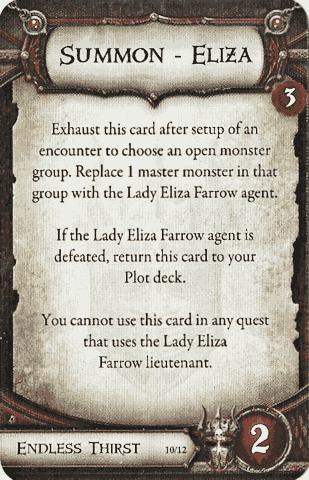 SUMMON - ELIZA
3
Exhaust this card after setup of an
encounter to choose an open monster
group. Replace 1 master monster in that
group with the Lady Eliza Farrow agent.
If the Lady Eliza Farrow agent is
defeated, return this card to your
Plot deck.
You cannot use this card in any quest
that uses the Lady Eliza
Farrow lieutenant.
ENDLESS THIRST 10/12 2